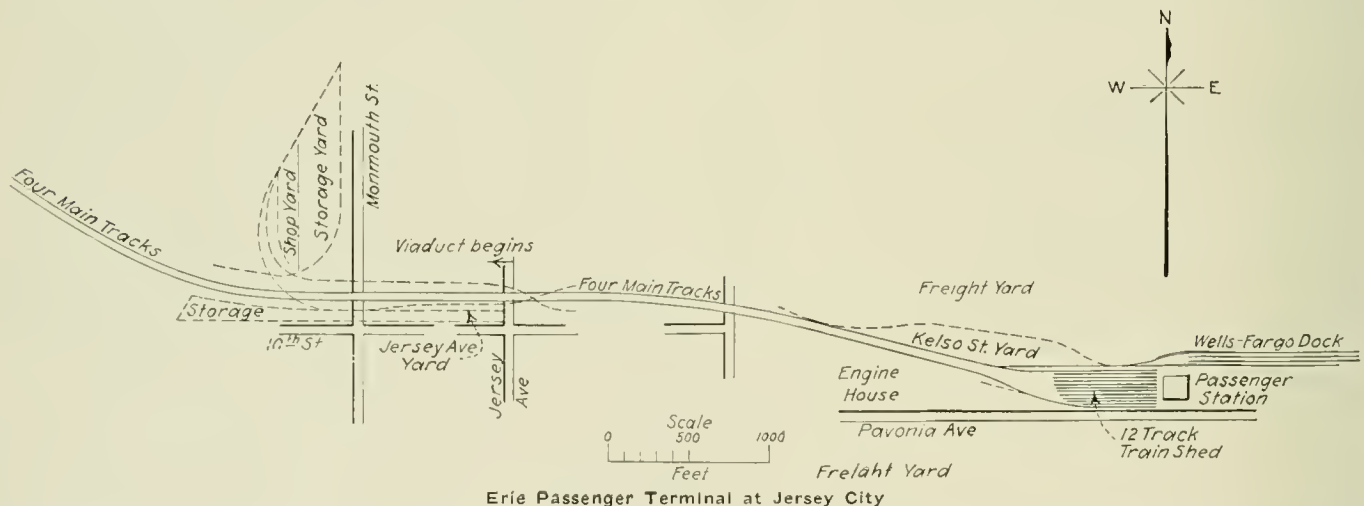 N
W E
Four Main Tracks
Shop Yard
Storage Yard
Monmouth St.
Viaduct begins
Four Main Tracks
Freight Yard
Storage
10th St
Jersey Ave.
Yard
Jersey
Ave
Kelso St. Yard
Wells-Fargo Dock
Engine
House
Passenger
Station
Pavonia Ave
12 Track
Train Shed
Scale
0 500 1000
Feet
Freight Yard
Erie Passenger Terminal at Jersey City